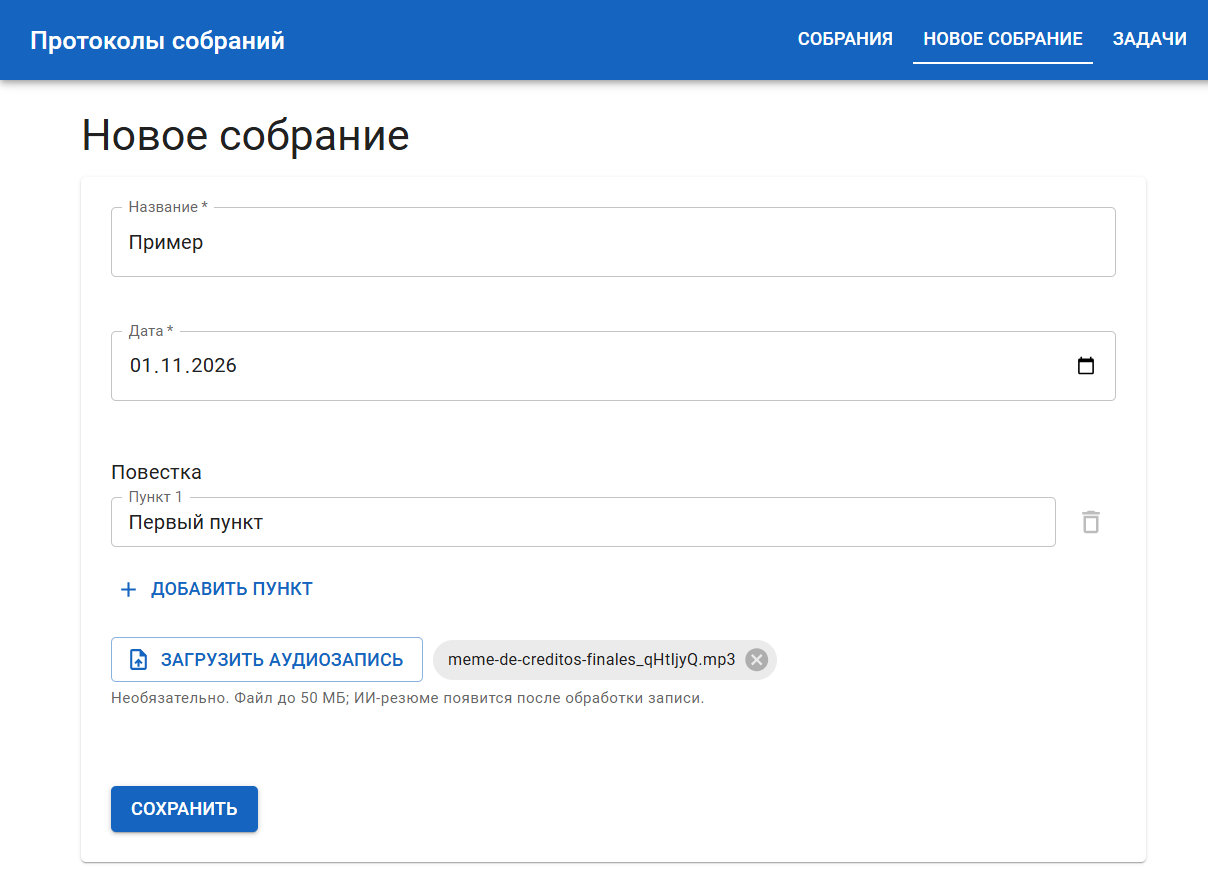 Протоколы собраний
СОБРАНИЯ НОВОЕ СОБРАНИЕ ЗАДАЧИ
Новое собрание
Название *
Пример
Дата *
01.11.2026
Повестка
Пункт 1
Первый пункт
+ ДОБАВИТЬ ПУНКТ
ЗАГРУЗИТЬ АУДИОЗАПИСЬ meme-de-creditos-finales_qHtIjyQ.mp3
Необязательно. Файл до 50 МБ; ИИ-резюме появится после обработки записи.
СОХРАНИТЬ